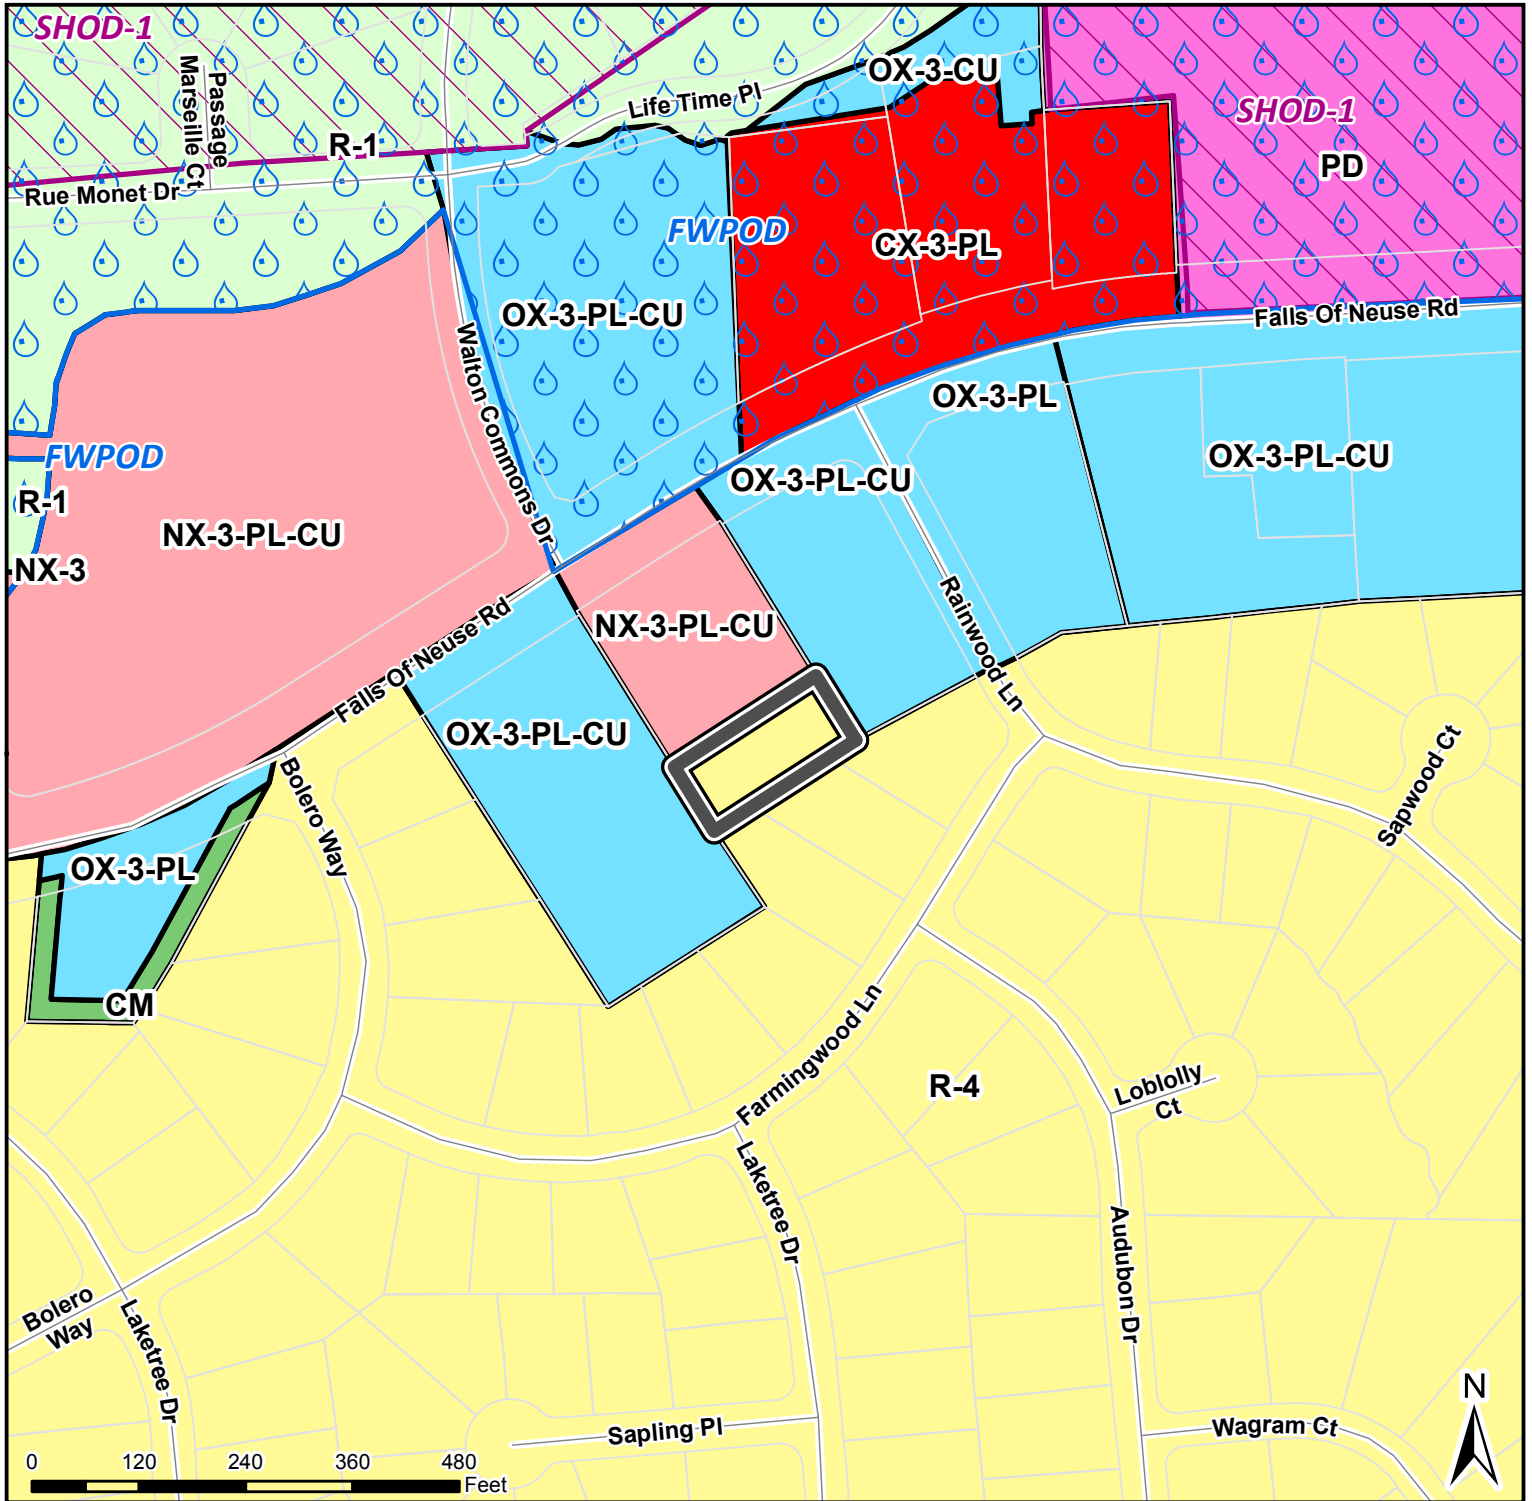 SHOD-1
OX-3-CU
Passage
Marseille Ct
Life Time Pl
SHOD-1
R-1
PD
Rue Monet Dr
FWPOD
CX-3-PL
OX-3-PL-CU
Falls Of Neuse Rd
Walton Commons Dr
OX-3-PL
FWPOD
OX-3-PL-CU
OX-3-PL-CU
R-1
NX-3-PL-CU
NX-3
Rainwood Ln
NX-3-PL-CU
Falls Of Neuse Rd
OX-3-PL-CU
Sapwood Ct
Bolero Way
OX-3-PL
CM
Farmingwood Ln
R-4
Loblolly
Ct
Laketree Dr
Audubon Dr
Bolero
Way
Laketree Dr
N
Sapling Pl
Wagram Ct
0 120 240 360 480
Feet